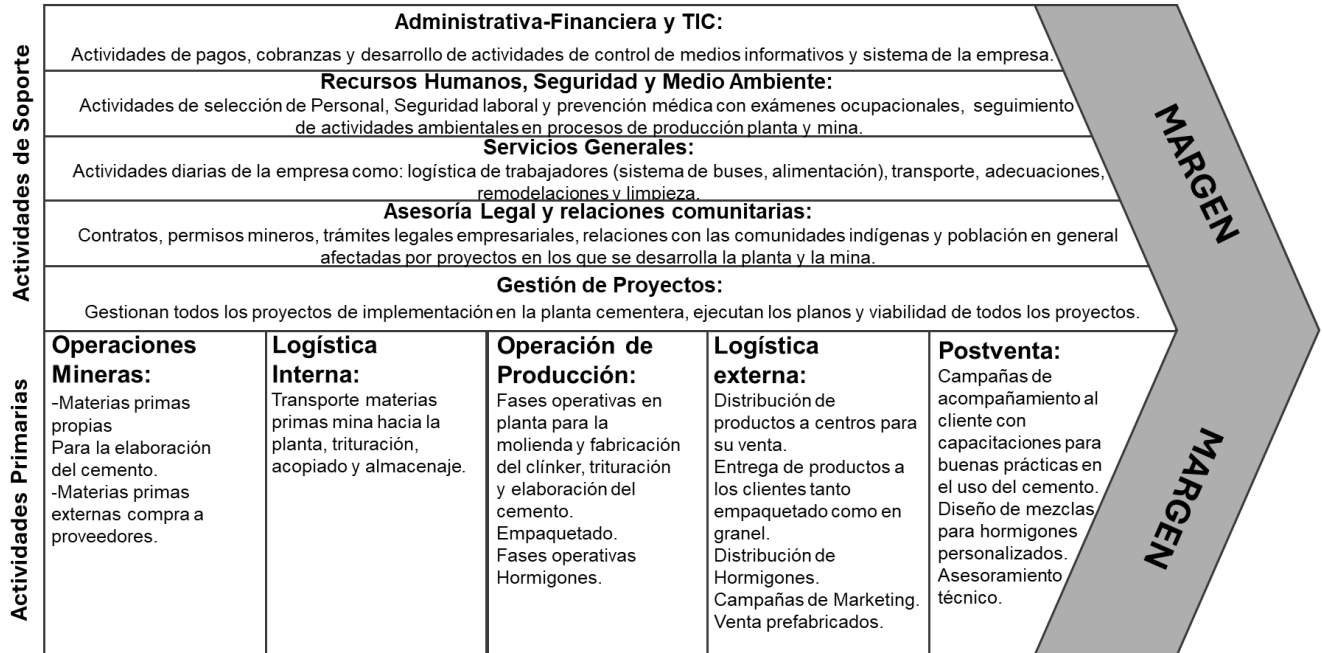 Actividades de Soporte
Administrativa-Financiera y TIC:
Actividades de pagos, cobranzas y desarrollo de actividades de control de medios informativos y sistema de la empresa.
Recursos Humanos, Seguridad y Medio Ambiente:
Actividades de selección de Personal, Seguridad laboral y prevención médica con exámenes ocupacionales, seguimiento
de actividades ambientales en procesos de producción planta y mina.
Servicios Generales:
Actividades diarias de la empresa como: logística de trabajadores (sistema de buses, alimentación), transporte, adecuaciones,
remodelaciones y limpieza.
Asesoría Legal y relaciones comunitarias:
Contratos, permisos mineros, trámites legales empresariales, relaciones con las comunidades indígenas y población en general
afectadas por proyectos en los que se desarrolla la planta y la mina.
Gestión de Proyectos:
Gestionan todos los proyectos de implementación en la planta cementera, ejecutan los planos y viabilidad de todos los proyectos.
MARGEN
Actividades Primarias
Operaciones
Mineras:
-Materias primas
propias
Para la elaboración
del cemento.
-Materias primas
externas compra a
proveedores.
Logística
Interna:
Transporte materias
primas mina hacia la
planta, trituración,
acopiado y almacenaje.
Operación de
Producción:
Fases operativas en
planta para la
molienda y fabricación
del clínker, trituración
y elaboración del
cemento.
Empaquetado.
Fases operativas
Hormigones.
Logística
externa:
Distribución de
productos a centros para
su venta.
Entrega de productos a
los clientes tanto
empaquetado como en
granel.
Distribución de
Hormigones.
Campañas de Marketing.
Venta prefabricados.
Postventa:
Campañas de
acompañamiento al
cliente con
capacitaciones para
buenas prácticas en
el uso del cemento.
Diseño de mezclas
para hormigones
personalizados.
Asesoramiento
técnico.
MARGEN